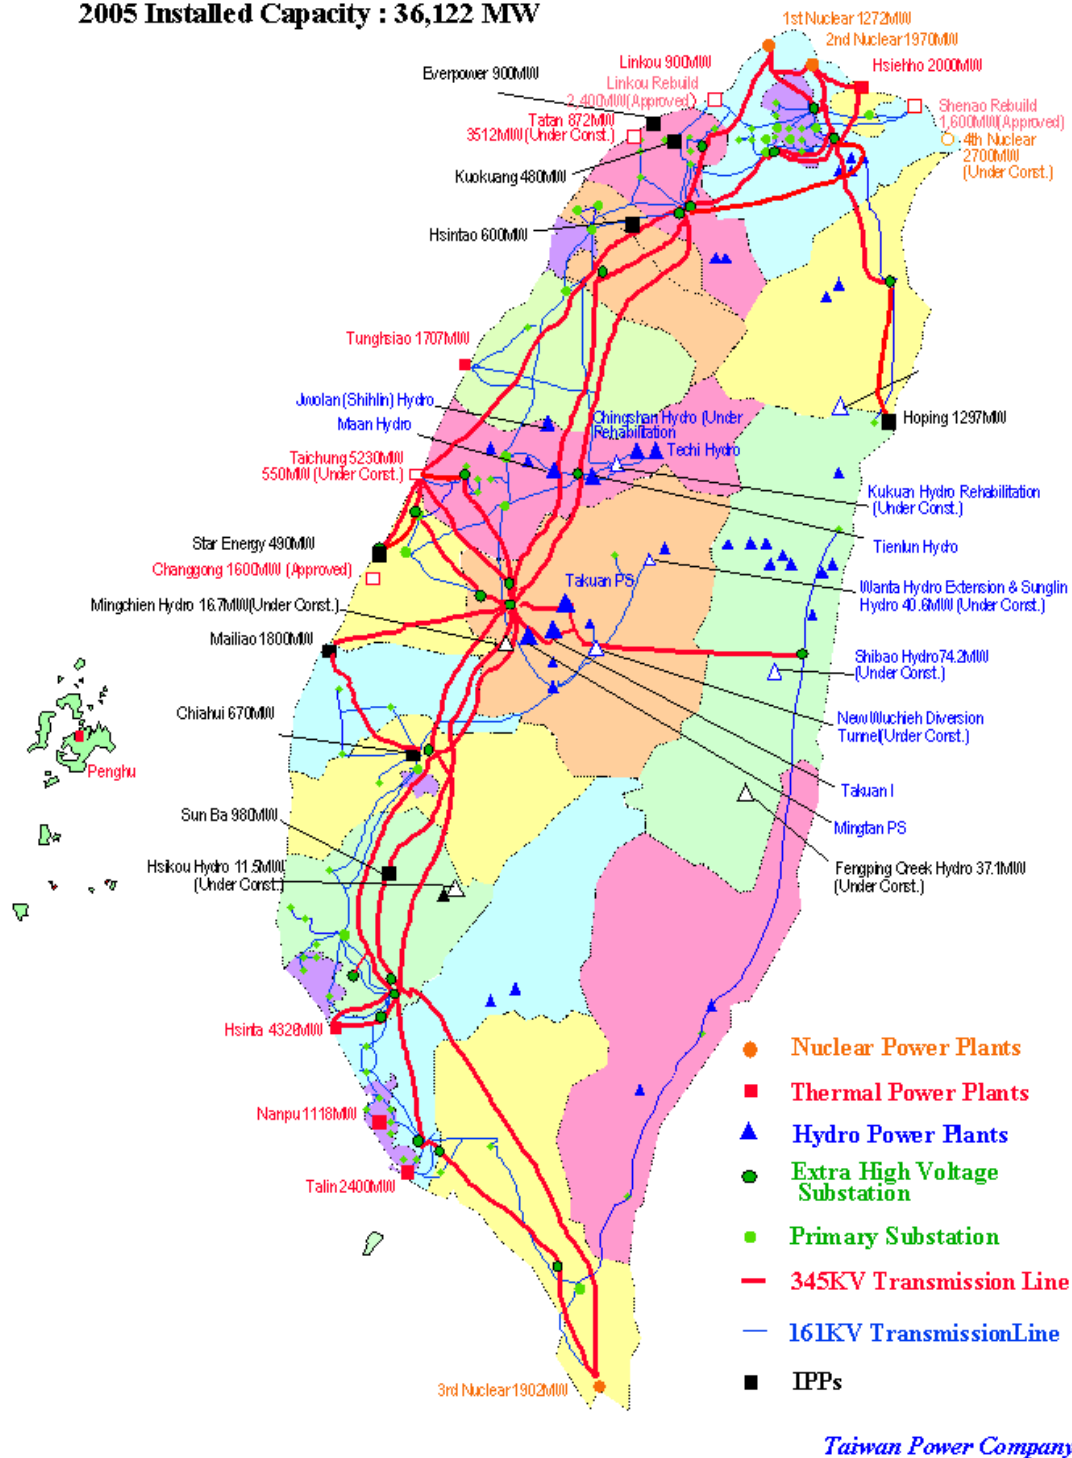 2005 Installed Capacity : 36,122 MW
1st Nuclear 1272MW
2nd Nuclear 1970MW
Linkou 900MW
Hsiehho 2000MW
Everpower 900MW
Linkou Rebuild
2,400MW(Approved)
Shenao Rebuild
1,600MW(Approved)
Tatan 872MW
3512MW(Under Const.)
4th Nuclear
2700MW
(Under Const.)
Kuokuang 480MW
Hsintao 600MW
Tunghsiao 1707MW
Jwolan(Shihlin) Hydro
Maan Hydro
Chingshan Hydro (Under
Rehabilitation
Techi Hydro
Hoping 1297MW
Taichung 5230MW
550MW(Under Const.)
Kukuan Hydro Rehabilitation
(Under Const.)
Star Energy 490MW
Tienlun Hydro
Changgong 1600MW (Approved)
Takuan PS
Wanta Hydro Extension & Sunglin
Hydro 40.6MW(Under Const.)
Mingchien Hydro 16.7MW(Under Const.)
Mailiao 1800MW
Shibao Hydro74.2MW
(Under Const.)
Chiahui 670MW
New Wuchieh Diversion
Tunnel(Under Const.)
Penghu
Takuan I
Sun Ba 980MW
Mingtan PS
Hsikou Hydro 11.5MW
(Under Const.)
Fengping Creek Hydro 37.1MW
(Under Const.)
Hsinta 4326MW
Nuclear Power Plants
Thermal Power Plants
Nanpu 1118MW
Hydro Power Plants
Extra High Voltage
Substation
Talin 2400MW
Primary Substation
345KV Transmission Line
161KV TransmissionLine
3rd Nuclear 1902MW
IPPs
Taiwan Power Company